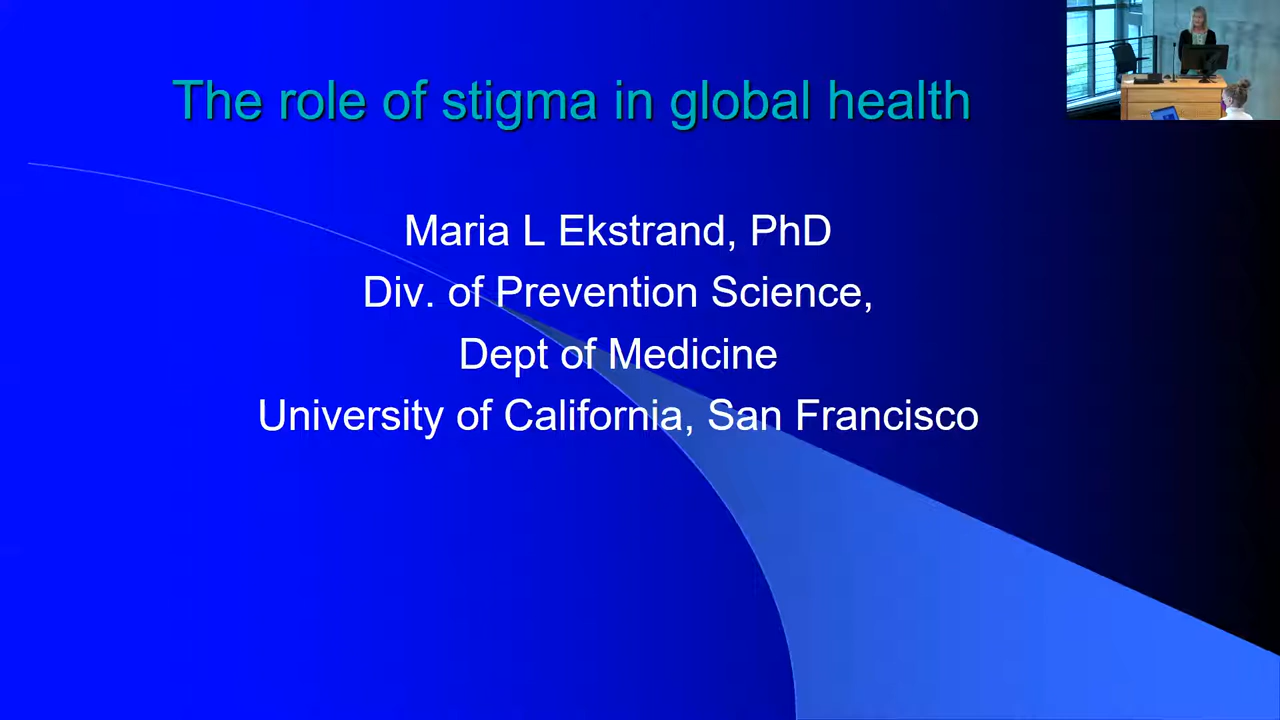 The role of stigma in global health
Maria L Ekstrand, PhD
Div. of Prevention Science,
Dept of Medicine
University of California, San Francisco